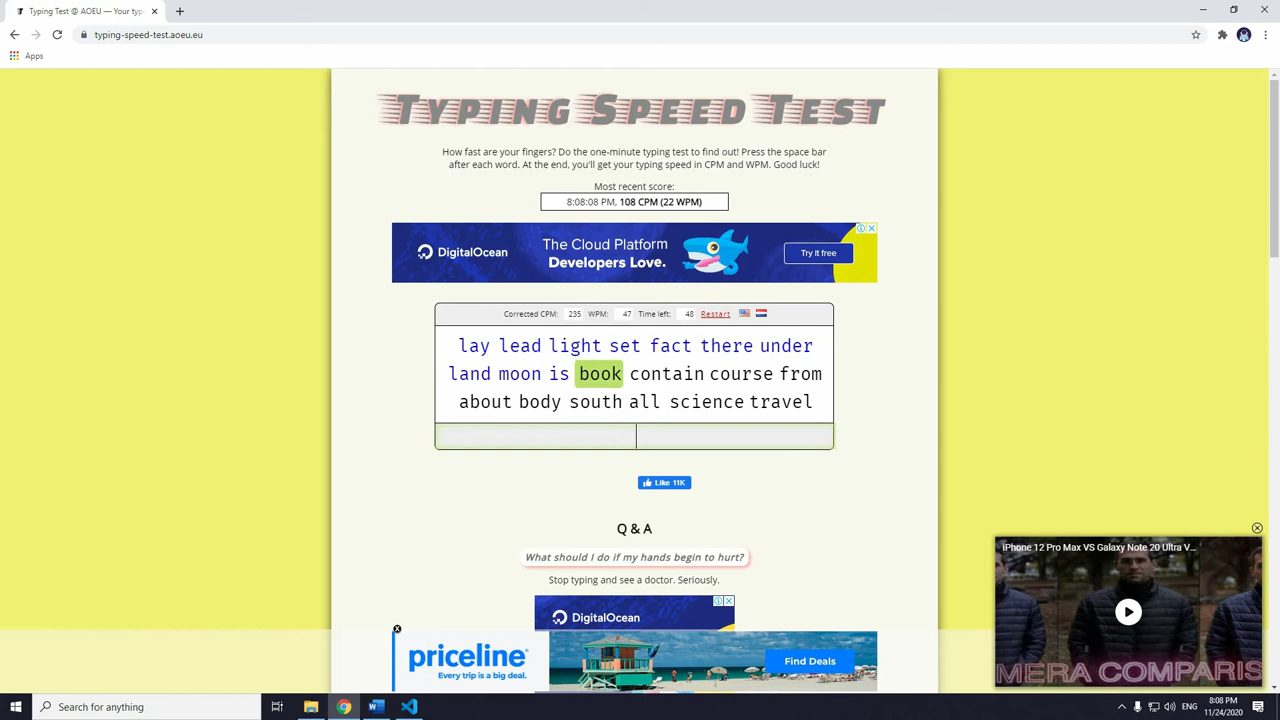 Typing Test @ AOEU — Your typ
typing-speed-test.aoeu.eu
Apps
Typing Speed Test
How fast are your fingers? Do the one-minute typing test to find out! Press the space bar
after each word. At the end, you'll get your typing speed in CPM and WPM. Good luck!
Most recent score:
8:08:08 PM, 108 CPM (22 WPM)
DigitalOcean
The Cloud Platform
Developers Love.
Try it free
Corrected CPM: 235 WPM: 47 Time left: 48 Restart
lay lead light set fact there under
land moon is book contain course from
about body south all science travel
Like 11K
Q & A
What should I do if my hands begin to hurt?
Stop typing and see a doctor. Seriously.
DigitalOcean
priceline®
Every trip is a big deal.
Find Deals
iPhone 12 Pro Max VS Galaxy Note 20 Ultra V...
MERA COMPARIS
Search for anything
ENG
8:08 PM
11/24/2020